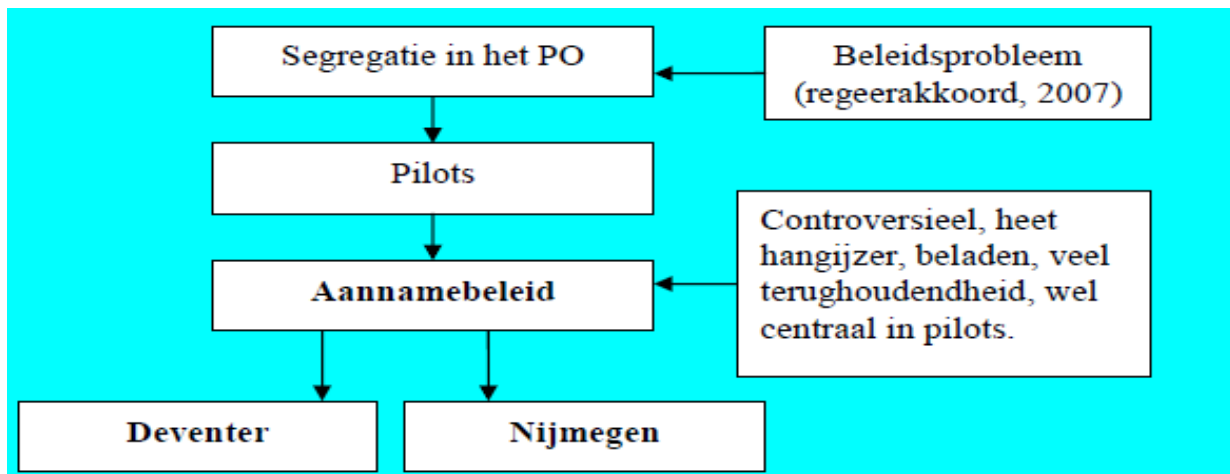 Segregatie in het PO
Beleidsprobleem
(regeerakkoord, 2007)
Pilots
Aannamebeleid
Controversieel, heet
hangijzer, beladen, veel
terughoudendheid, wel
centraal in pilots.
Deventer
Nijmegen